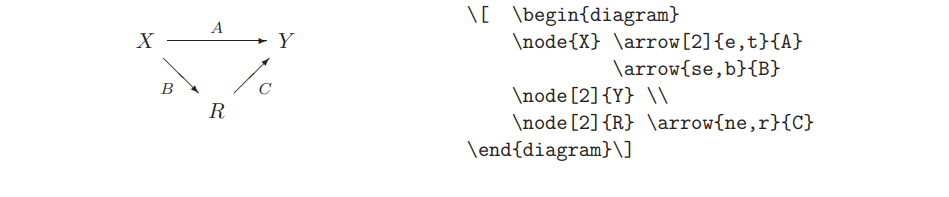 A
X Y
B C
R
\[ \begin{diagram}
\node{X} \arrow[2]{e,t}{A}
\arrow{se,b}{B}
\node[2]{Y} \\
\node[2]{R} \arrow{ne,r}{C}
\end{diagram}\]